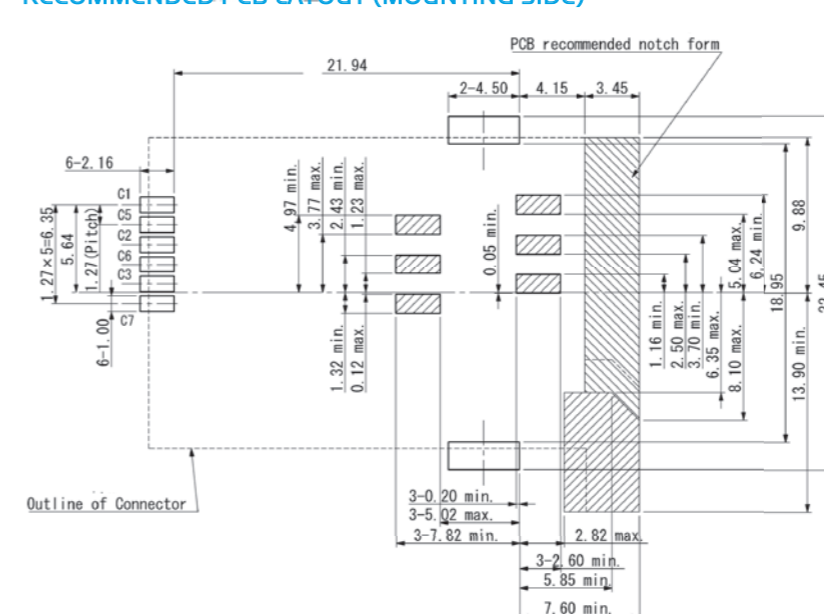 RECOMMENDED PCB LAYOUT (MOUNTING SIDE)
PCB recommended notch form
21.94
2-4.50
4.15
3.45
6-2.16
C1
C5
C2
C6
C3
C7
1.27×5=6.35
5.64
1.27(Pitch)
6-1.00
4.97 min.
3.77 max.
2.43 min.
1.23 max.
1.32 min.
0.12 max.
0.05 min.
1.16 min.
2.50 max.
3.70 min.
6.35 max.
5.04 max.
8.10 max.
6.24 min.
18.95
9.88
13.90 min.
Outline of Connector
3-0.20 min.
3-5.02 max.
3-7.82 min.
2.82 max.
3-2.60 min.
5.85 min.
7.60 min.